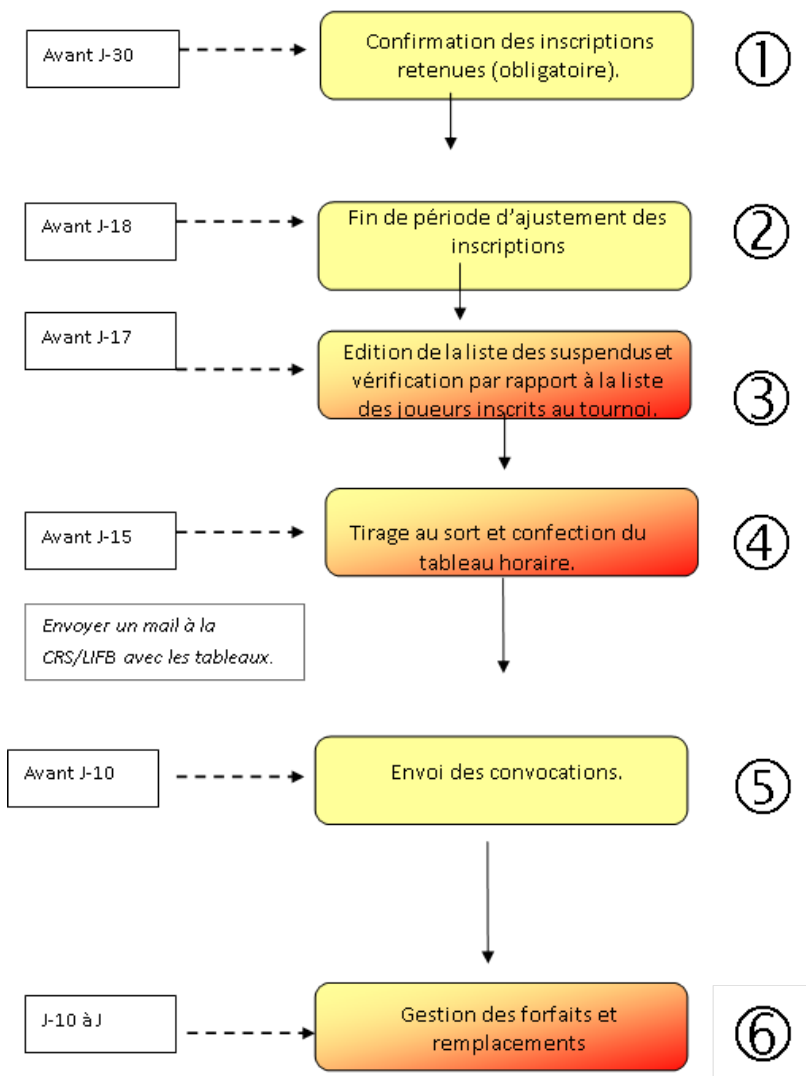 Avant J-30
Confirmation des inscriptions
retenues (obligatoire).
①
Avant J-18
Fin de période d'ajustement des
inscriptions
②
Avant J-17
Edition de la liste des suspendus et
vérification par rapport à la liste
des joueurs inscrits au tournoi.
③
Avant J-15
Tirage au sort et confection du
tableau horaire.
④
Envoyer un mail à la
CRS/LIFB avec les tableaux.
Avant J-10
Envoi des convocations.
⑤
J-10 à J
Gestion des forfaits et
remplacements
⑥